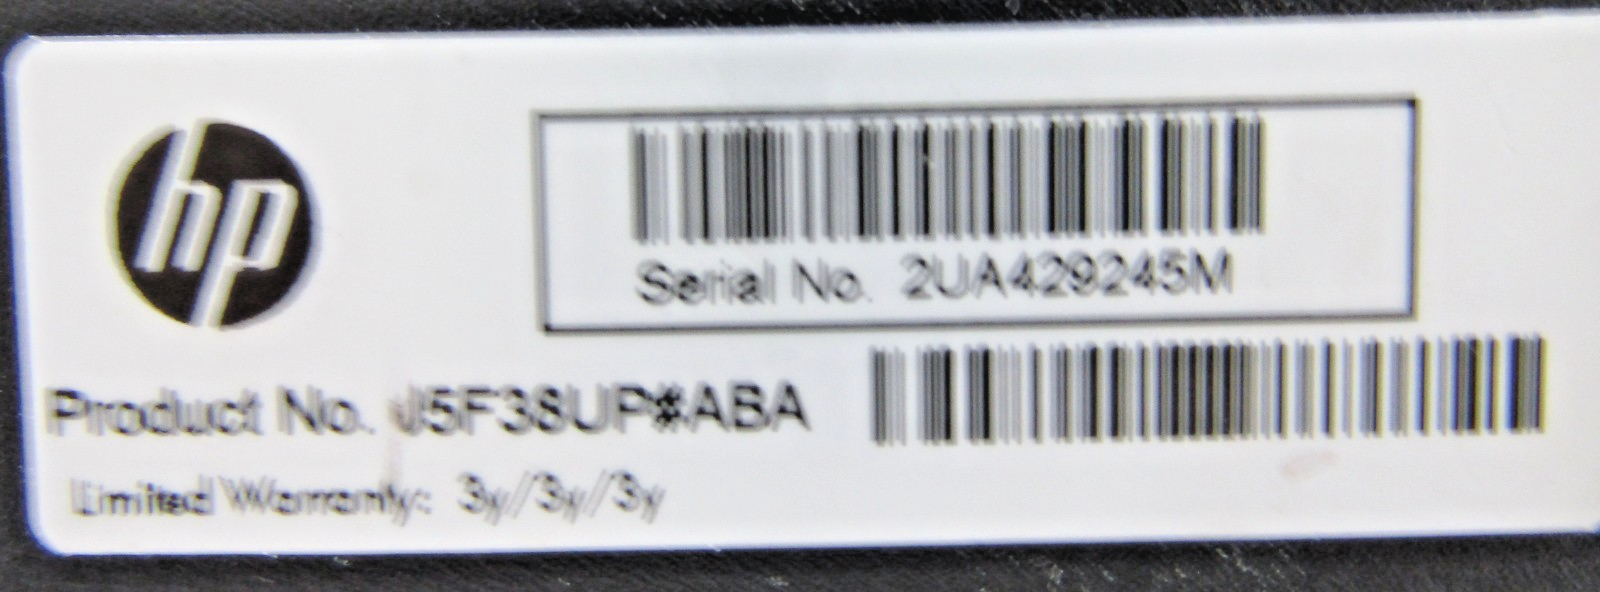 hp
Serial No. 2UA429245M
Product No. J5F38UP#ABA
Limited Warranty: 3y/3y/3y